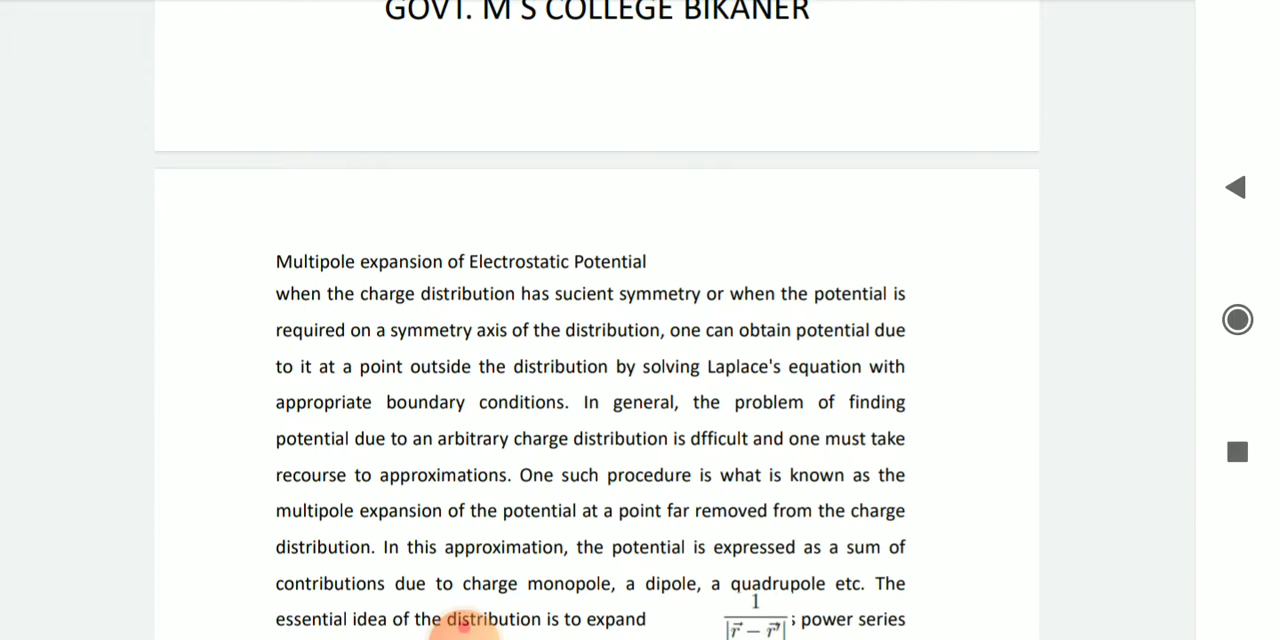 GOVT. M S COLLEGE BIKANER
Multipole expansion of Electrostatic Potential
when the charge distribution has sucient symmetry or when the potential is
required on a symmetry axis of the distribution, one can obtain potential due
to it at a point outside the distribution by solving Laplace's equation with
appropriate boundary conditions. In general, the problem of finding
potential due to an arbitrary charge distribution is dfficult and one must take
recourse to approximations. One such procedure is what is known as the
multipole expansion of the potential at a point far removed from the charge
distribution. In this approximation, the potential is expressed as a sum of
contributions due to charge monopole, a dipole, a quadrupole etc. The
essential idea of the distribution is to expand 1/|r⃗ − r⃗'| ; power series